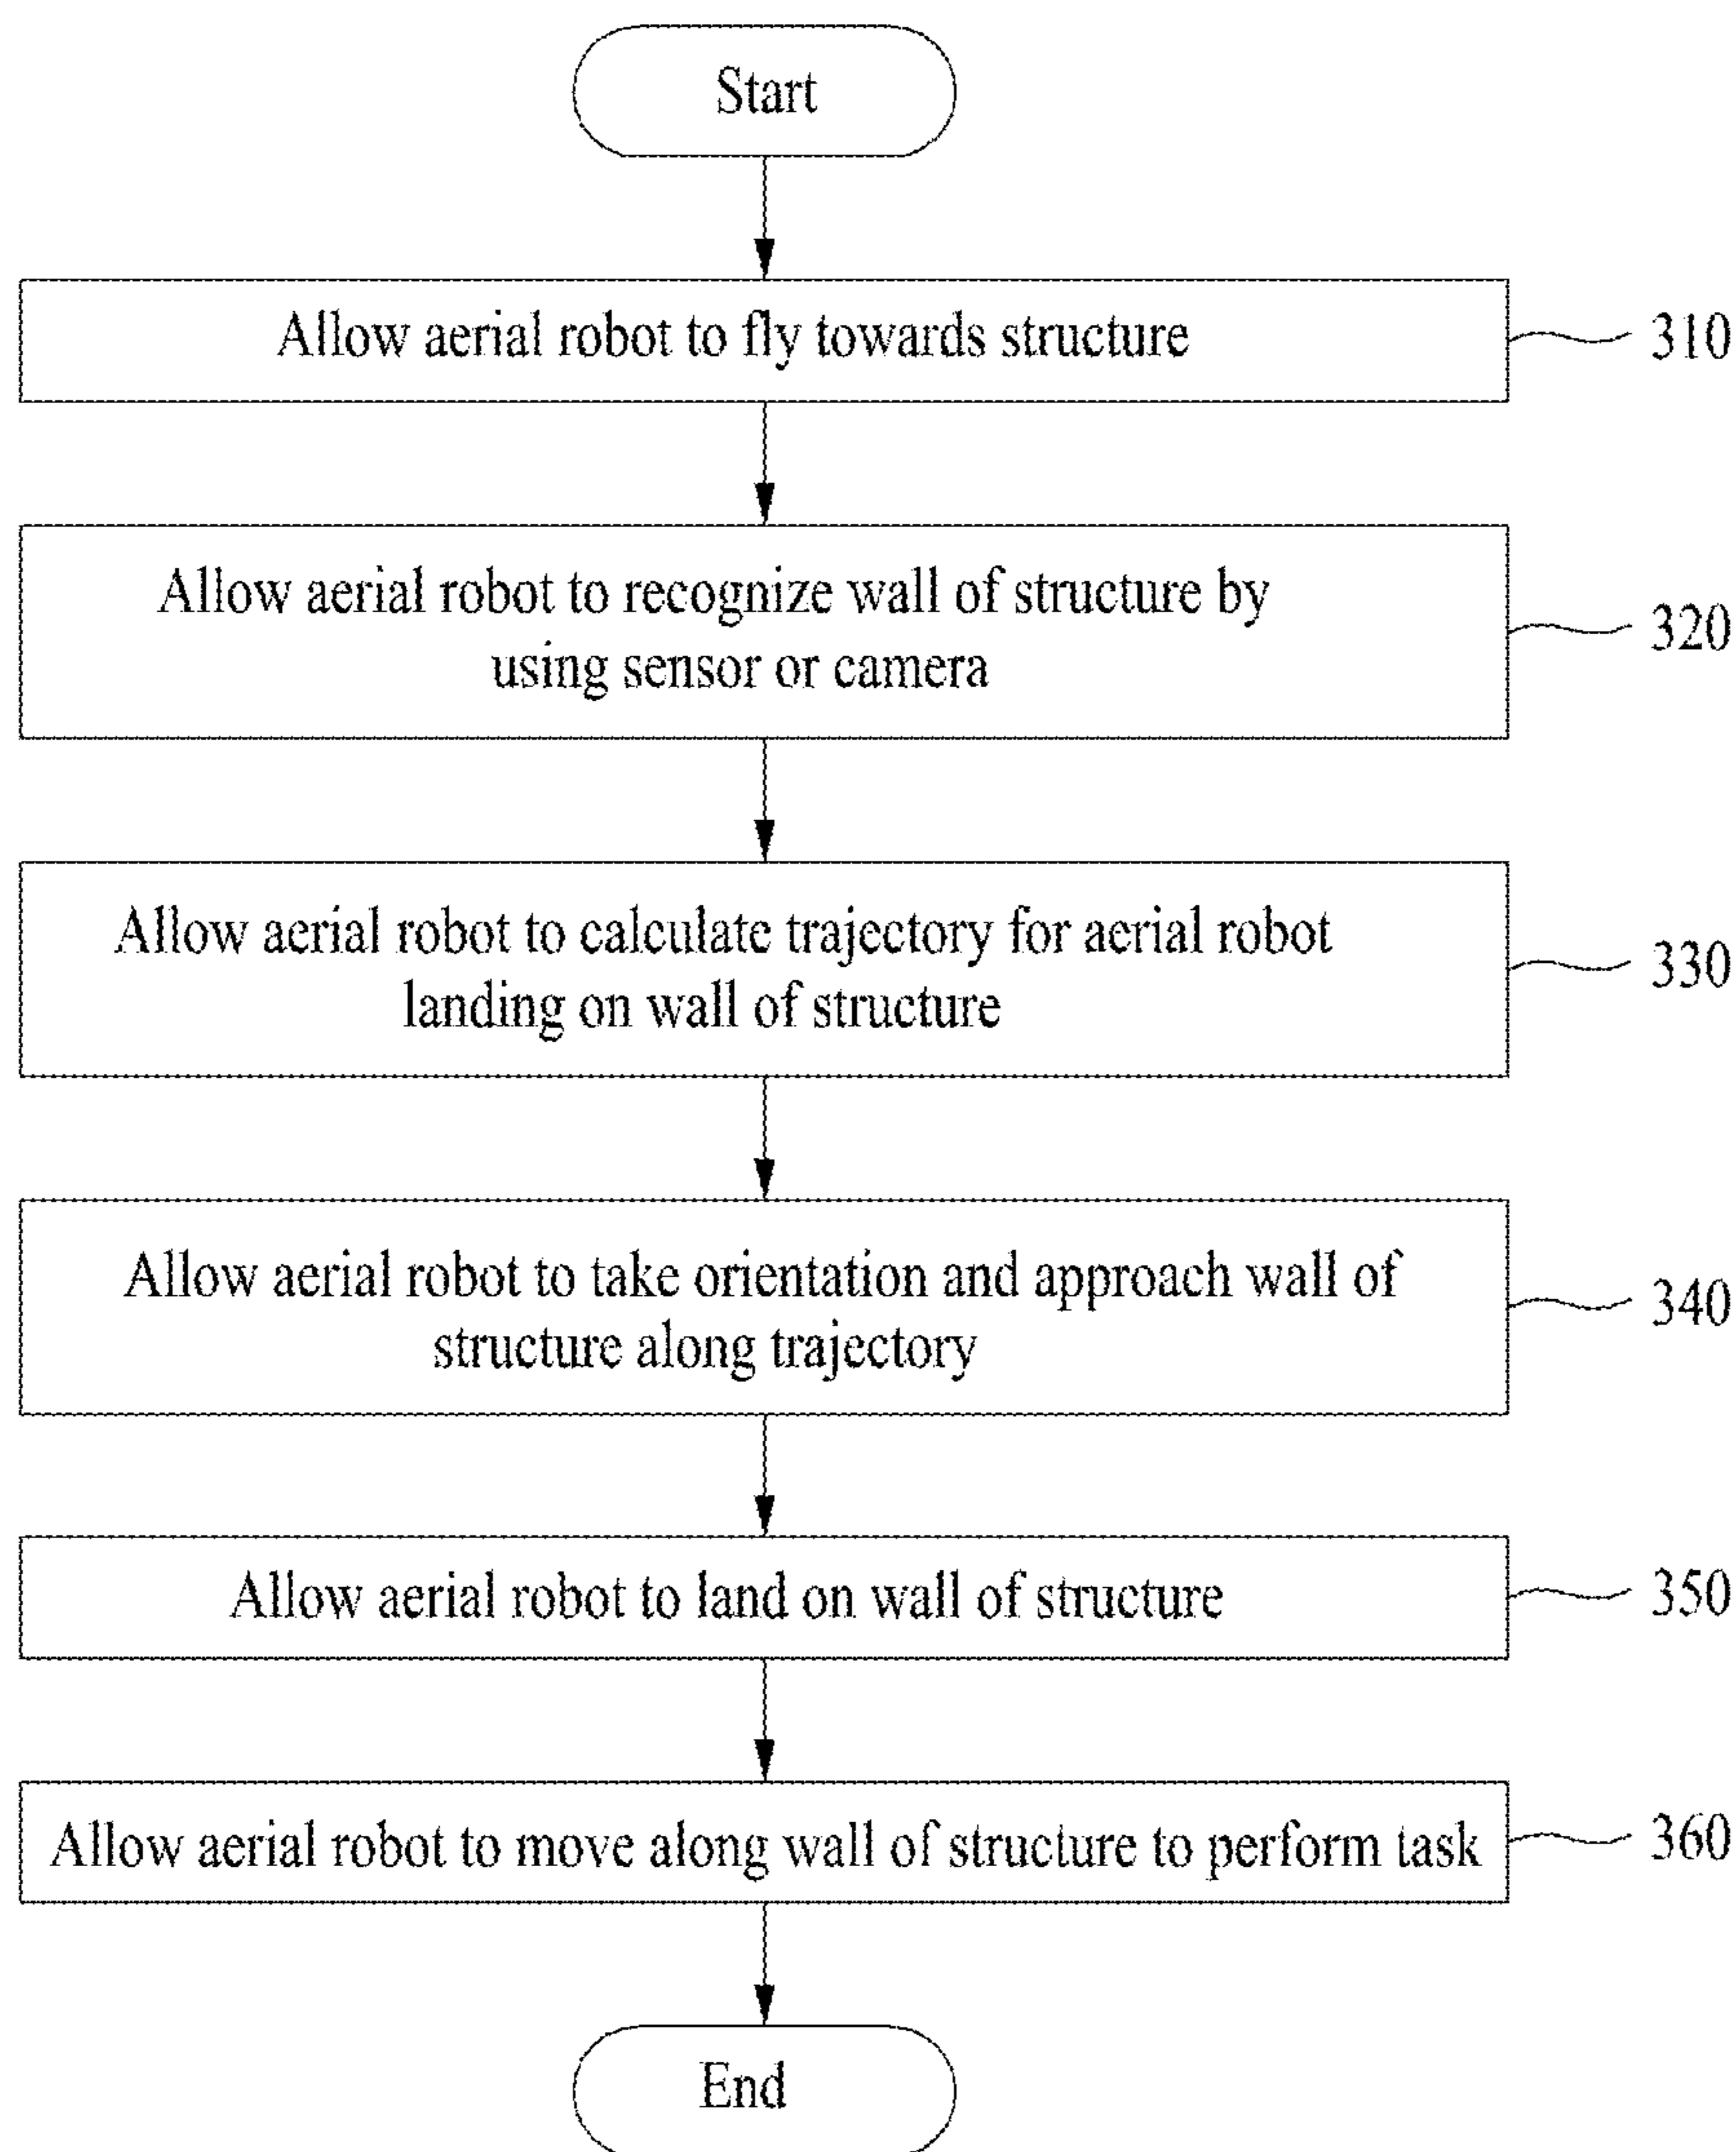 Start
Allow aerial robot to fly towards structure
310
Allow aerial robot to recognize wall of structure by
using sensor or camera
320
Allow aerial robot to calculate trajectory for aerial robot
landing on wall of structure
330
Allow aerial robot to take orientation and approach wall of
structure along trajectory
340
Allow aerial robot to land on wall of structure
350
Allow aerial robot to move along wall of structure to perform task
360
End